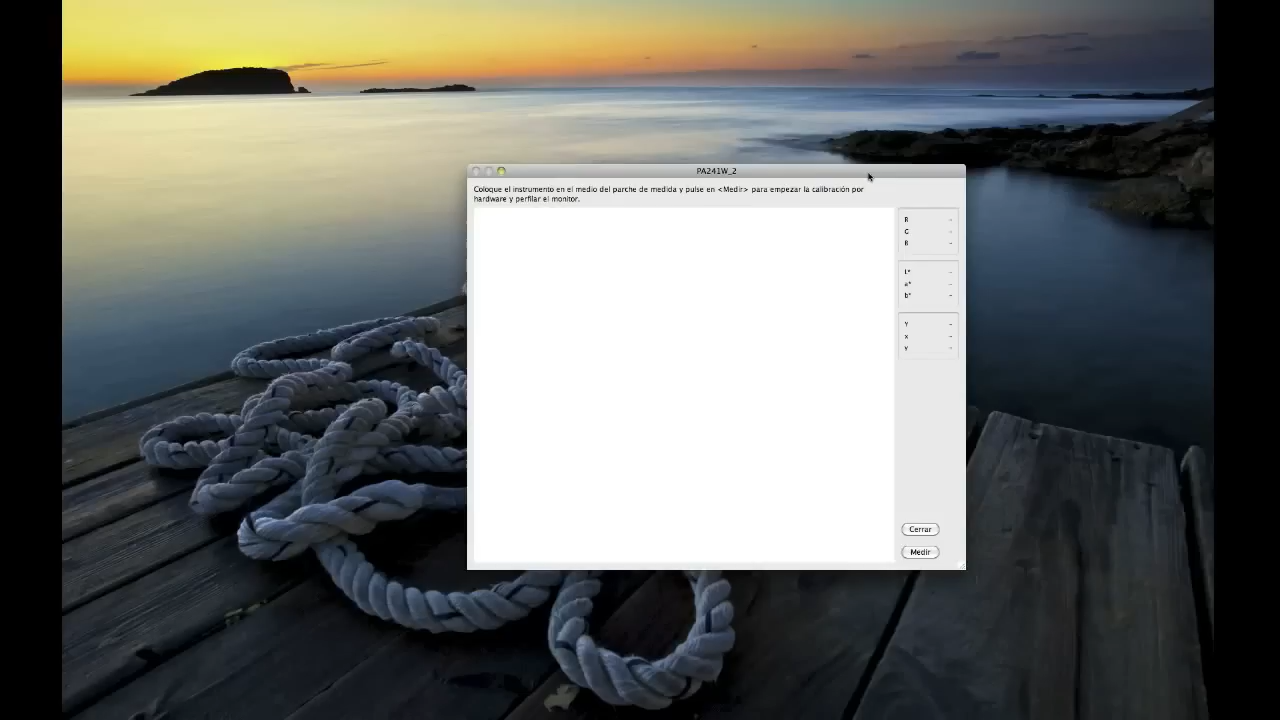 PA241W_2
Coloque el instrumento en el medio del parche de medida y pulse en <Medir> para empezar la calibración por
hardware y perfilar el monitor.
R -
G -
B -
L* -
a* -
b* -
Y -
x -
y -
Cerrar
Medir